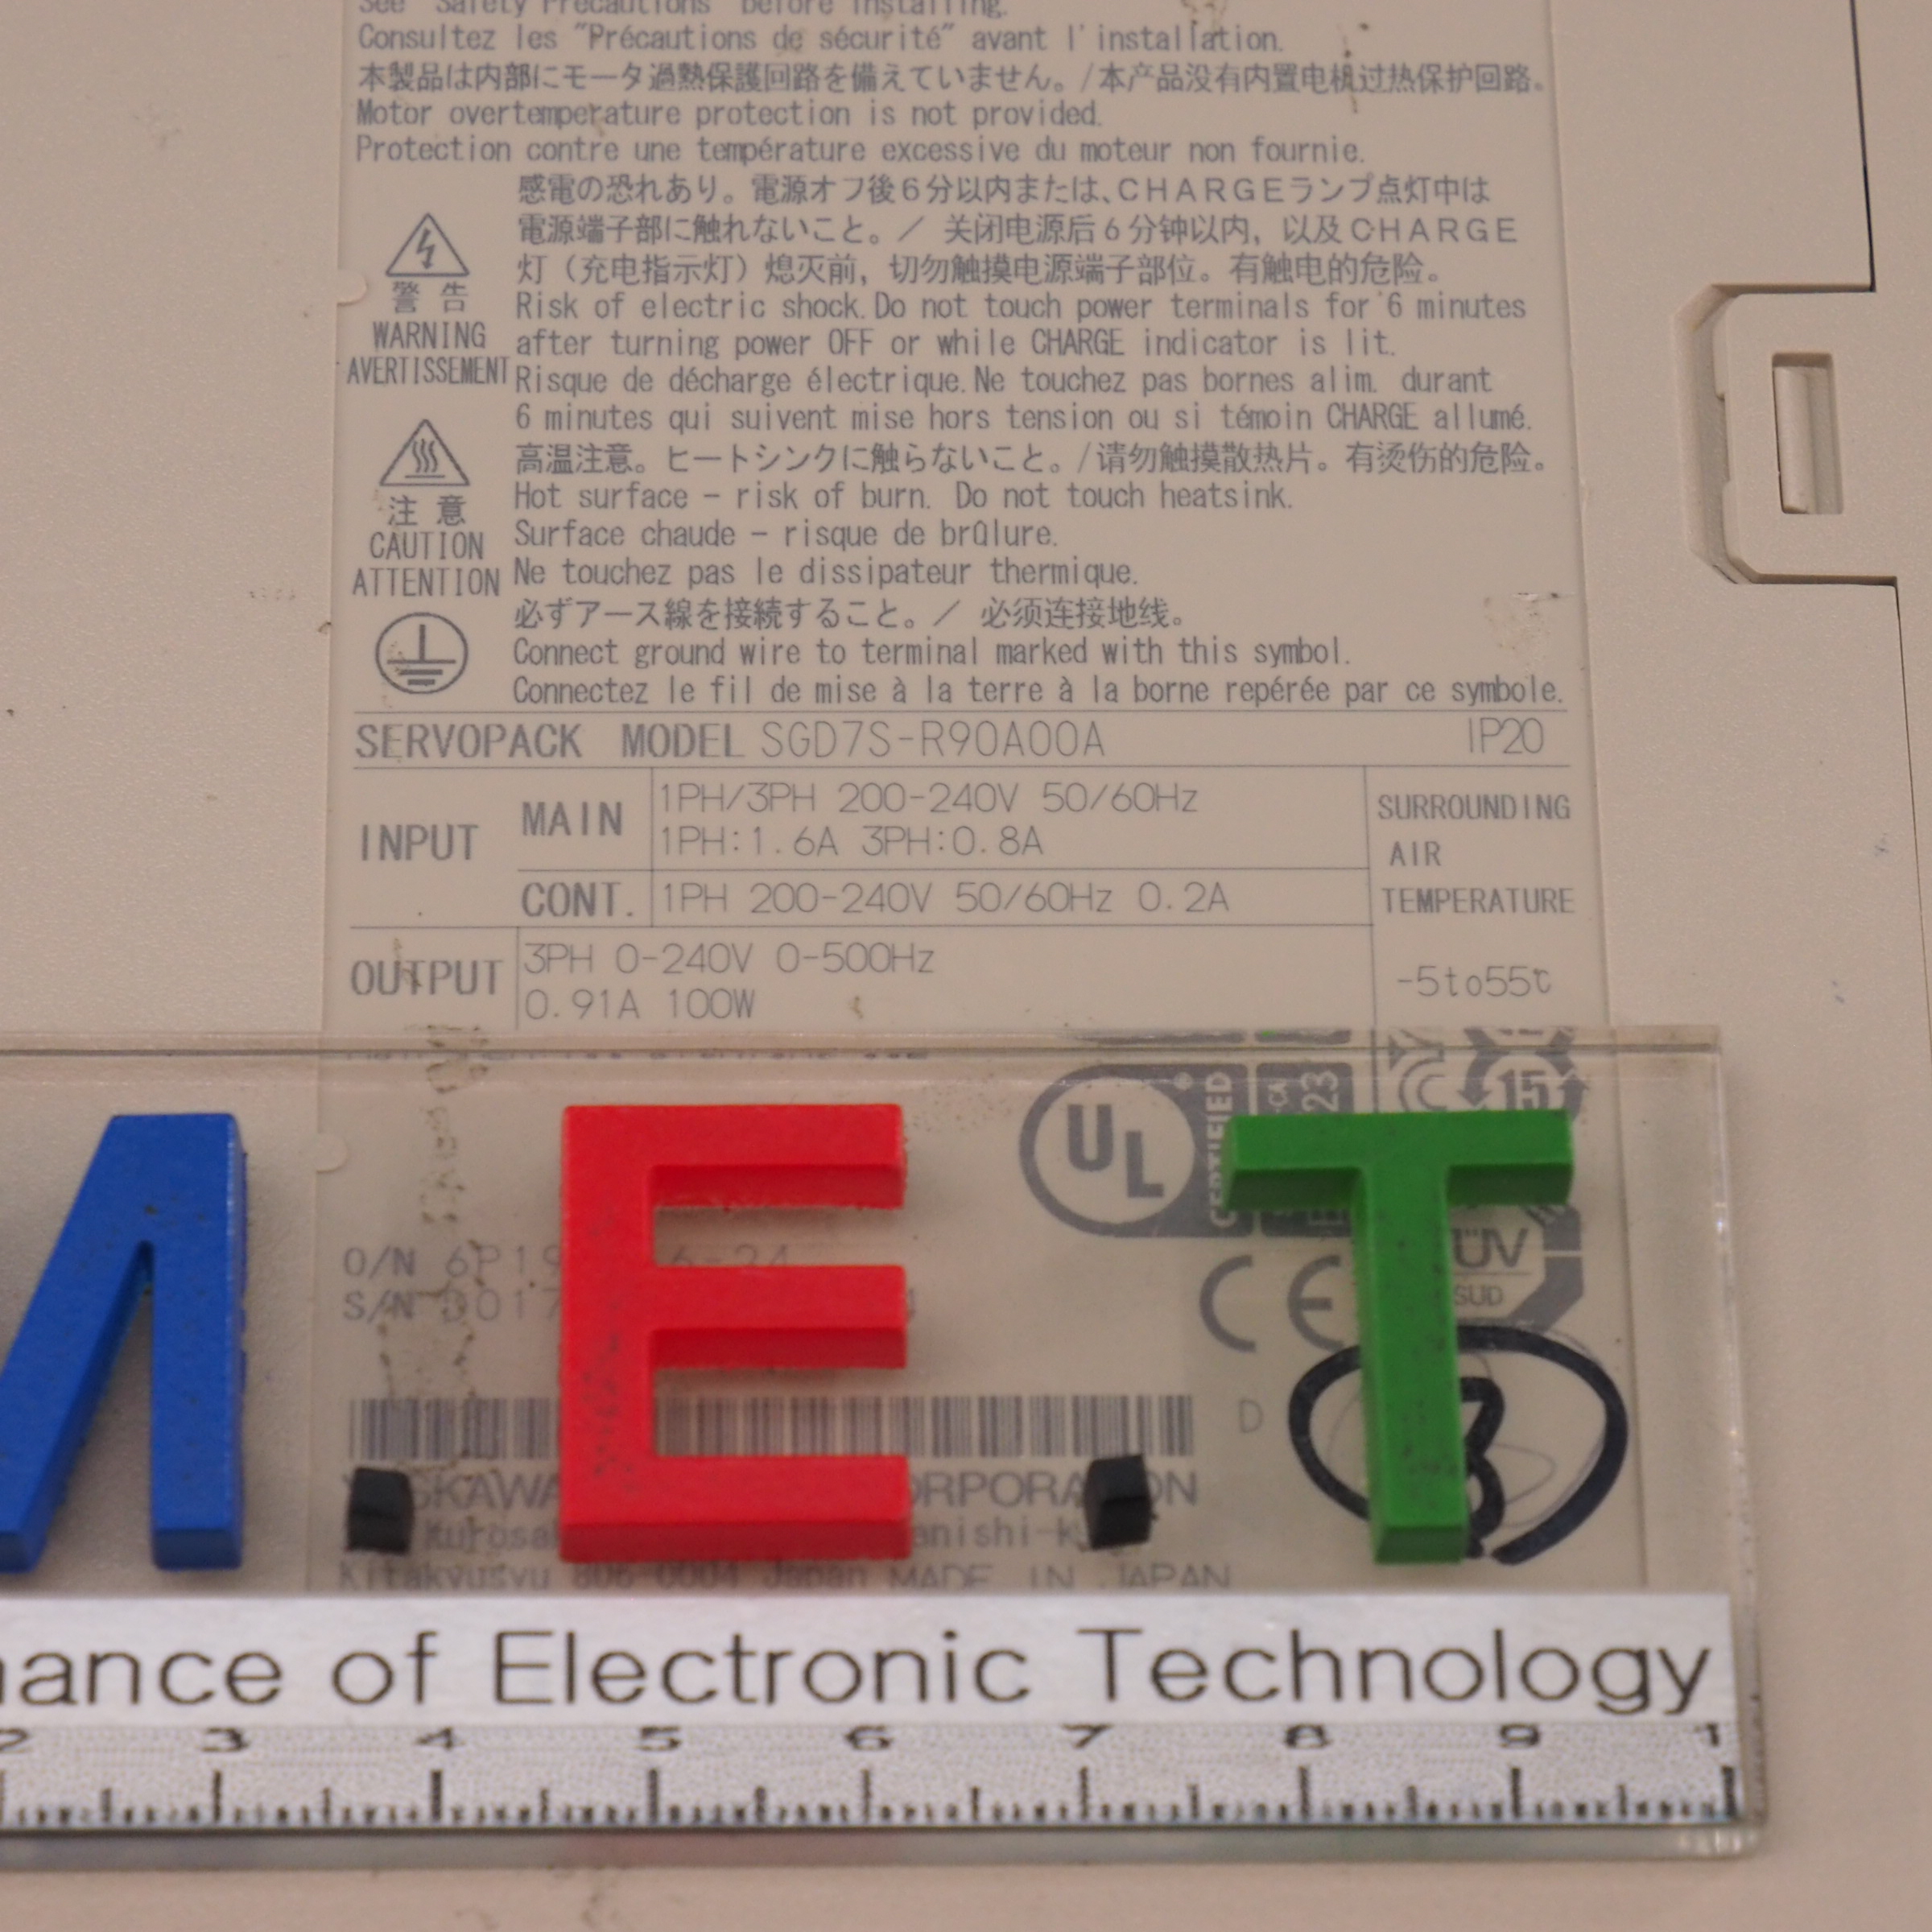 See "Safety Precautions" before installing.
Consultez les "Précautions de sécurité" avant l'installation.
本製品は内部にモータ過熱保護回路を備えていません。/本产品没有内置电机过热保护回路。
Motor overtemperature protection is not provided.
Protection contre une température excessive du moteur non fournie.
警告
WARNING
AVERTISSEMENT
感電の恐れあり。電源オフ後6分以内または、CHARGEランプ点灯中は
電源端子部に触れないこと。/ 关闭电源后6分钟以内, 以及CHARGE
灯(充电指示灯)熄灭前, 切勿触摸电源端子部位。有触电的危险。
Risk of electric shock.Do not touch power terminals for 6 minutes
after turning power OFF or while CHARGE indicator is lit.
Risque de décharge électrique.Ne touchez pas bornes alim. durant
6 minutes qui suivent mise hors tension ou si témoin CHARGE allumé.
注意
CAUTION
ATTENTION
高温注意。ヒートシンクに触らないこと。/请勿触摸散热片。有烫伤的危险。
Hot surface – risk of burn. Do not touch heatsink.
Surface chaude – risque de brûlure.
Ne touchez pas le dissipateur thermique.
必ずアース線を接続すること。/ 必须连接地线。
Connect ground wire to terminal marked with this symbol.
Connectez le fil de mise à la terre à la borne repérée par ce symbole.
SERVOPACK MODEL SGD7S-R90A00A IP20
INPUT
MAIN
1PH/3PH 200-240V 50/60Hz
1PH:1.6A 3PH:0.8A
CONT.
1PH 200-240V 50/60Hz 0.2A
OUTPUT
3PH 0-240V 0-500Hz
0.91A 100W
SURROUNDING
AIR
TEMPERATURE
-5to55℃
UL
CERTIFIED
15
M.E.T
O/N
S/N
CE
TÜV
SÜD
D
3
YASKAWA CORPORATION
Kitakyusyu 806-0004 Japan MADE IN JAPAN
of Electronic Technology
2 3 4 5 6 7 8 9 1